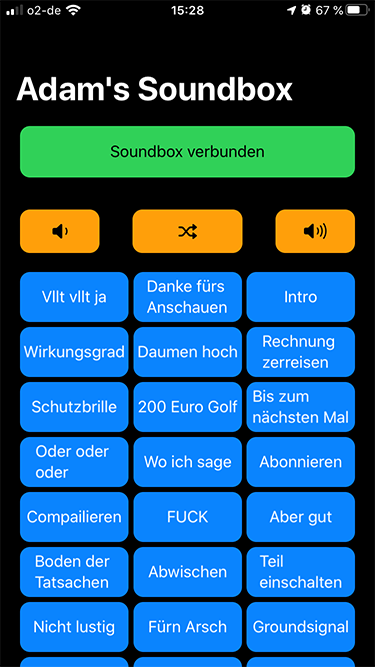 o2-de 15:28 67 %
Adam's Soundbox
Soundbox verbunden
Vllt vllt ja
Danke fürs
Anschauen
Intro
Wirkungsgrad
Daumen hoch
Rechnung
zerreisen
Schutzbrille
200 Euro Golf
Bis zum
nächsten Mal
Oder oder
oder
Wo ich sage
Abonnieren
Compailieren
FUCK
Aber gut
Boden der
Tatsachen
Abwischen
Teil
einschalten
Nicht lustig
Fürn Arsch
Groundsignal